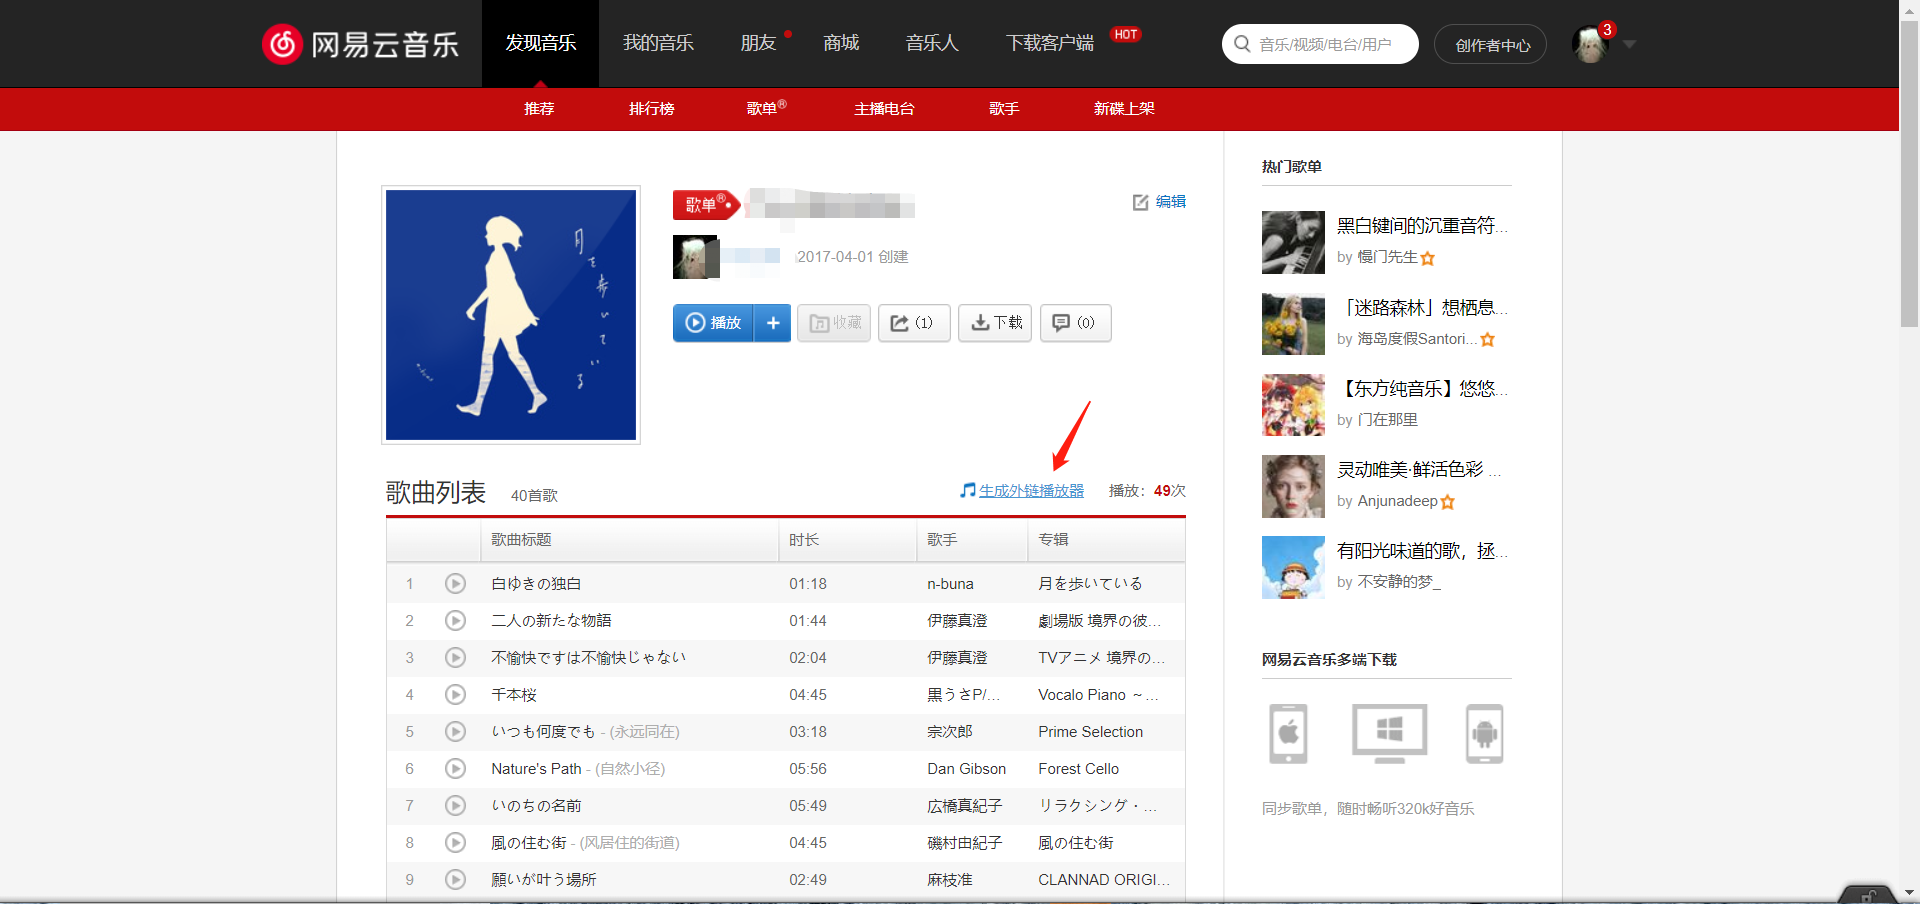 网易云音乐
发现音乐
我的音乐
朋友
商城
音乐人
下载客户端
HOT
音乐/视频/电台/用户
创作者中心
3
推荐
排行榜
歌单®
主播电台
歌手
新碟上架
歌单®
编辑
2017-04-01 创建
播放
收藏
(1)
下载
(0)
月を歩いている
歌曲列表
40首歌
生成外链播放器
播放：49次
歌曲标题 时长 歌手 专辑
1 白ゆきの独白 01:18 n-buna 月を歩いている
2 二人の新たな物語 01:44 伊藤真澄 劇場版 境界の彼...
3 不愉快ですは不愉快じゃない 02:04 伊藤真澄 TVアニメ 境界の...
4 千本桜 04:45 黒うさP/... Vocalo Piano ～...
5 いつも何度でも - (永远同在) 03:18 宗次郎 Prime Selection
6 Nature's Path - (自然小径) 05:56 Dan Gibson Forest Cello
7 いのちの名前 05:49 広橋真紀子 リラクシング・...
8 風の住む街 - (风居住的街道) 04:45 磯村由紀子 風の住む街
9 願いが叶う場所 02:49 麻枝准 CLANNAD ORIGI...
热门歌单
黑白键间的沉重音符...
by 慢门先生
「迷路森林」想栖息...
by 海岛度假Santori...
【东方纯音乐】悠悠...
by 门在那里
灵动唯美·鲜活色彩 ...
by Anjunadeep
有阳光味道的歌，拯...
by 不安静的梦_
网易云音乐多端下载
同步歌单，随时畅听320k好音乐